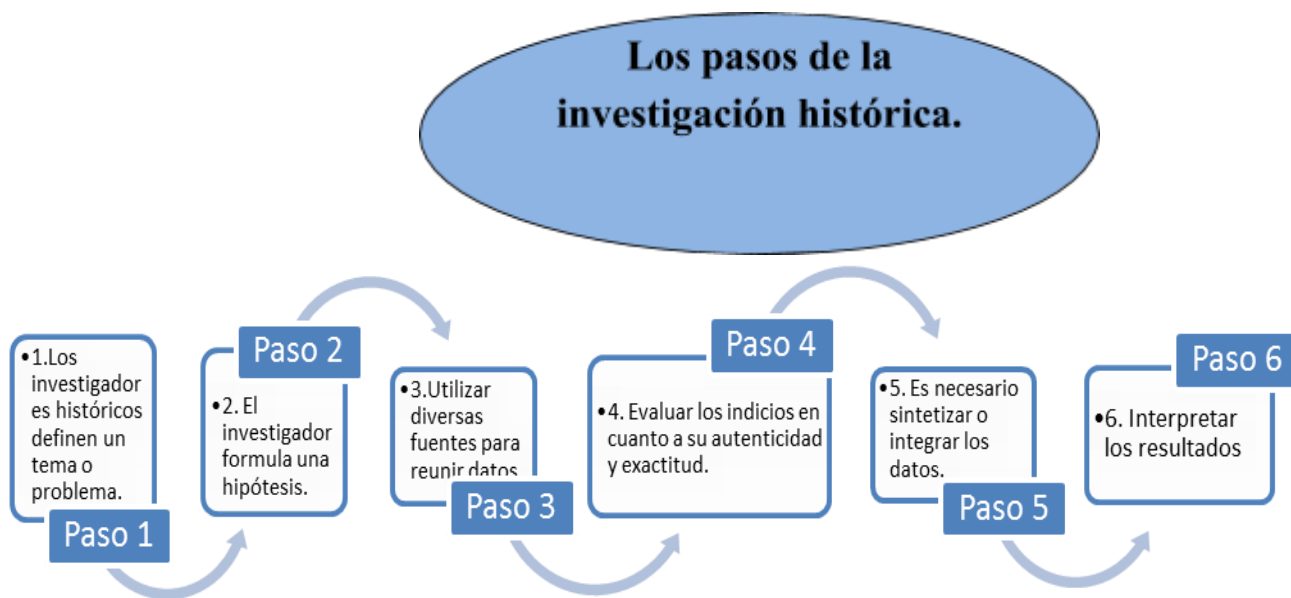 Los pasos de la
investigación histórica.
•1.Los
investigador
es históricos
definen un
tema o
problema.
Paso 1
Paso 2
•2. El
investigador
formula una
hipótesis.
•3.Utilizar
diversas
fuentes para
reunir datos
Paso 3
Paso 4
•4. Evaluar los indicios en
cuanto a su autenticidad
y exactitud.
•5. Es necesario
sintetizar o
integrar los
datos.
Paso 5
Paso 6
•6. Interpretar
los resultados